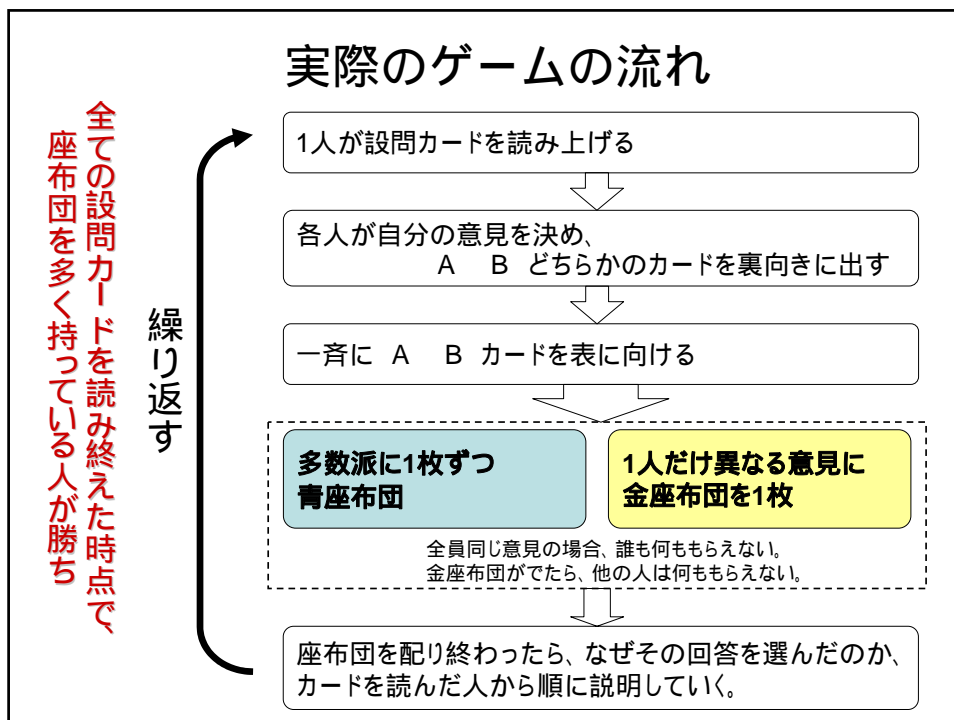 実際のゲームの流れ
全ての設問カードを読み終えた時点で、
座布団を多く持っている人が勝ち
繰り返す
1人が設問カードを読み上げる
各人が自分の意見を決め、
A B どちらかのカードを裏向きに出す
一斉に A B カードを表に向ける
多数派に1枚ずつ
青座布団
1人だけ異なる意見に
金座布団を1枚
全員同じ意見の場合、誰も何ももらえない。
金座布団がでたら、他の人は何ももらえない。
座布団を配り終わったら、なぜその回答を選んだのか、
カードを読んだ人から順に説明していく。